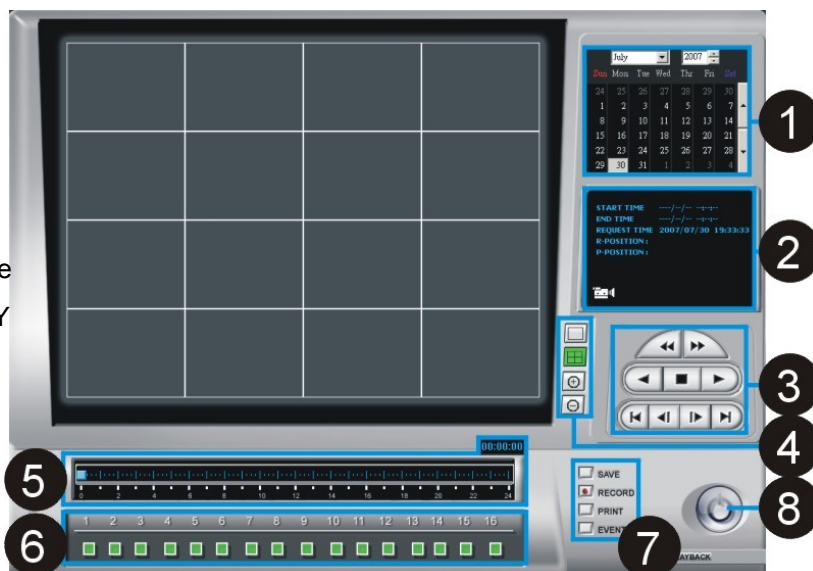 July 2007
Sun Mon Tue Wed Thr Fri Sat
24 25 26 27 28 29 30
1 2 3 4 5 6 7
8 9 10 11 12 13 14
15 16 17 18 19 20 21
22 23 24 25 26 27 28
29 30 31 1 2 3 4
1
START TIME ----/--/-- --:--:--
END TIME ----/--/-- --:--:--
REQUEST TIME 2007/07/30 19:33:33
R-POSITION :
P-POSITION :
2
e
Y
3
4
00:00:00
5
0 2 4 6 8 10 12 14 16 18 20 22 24
6
1 2 3 4 5 6 7 8 9 10 11 12 13 14 15 16
SAVE
RECORD
PRINT
EVENT
7
8
AYBACK